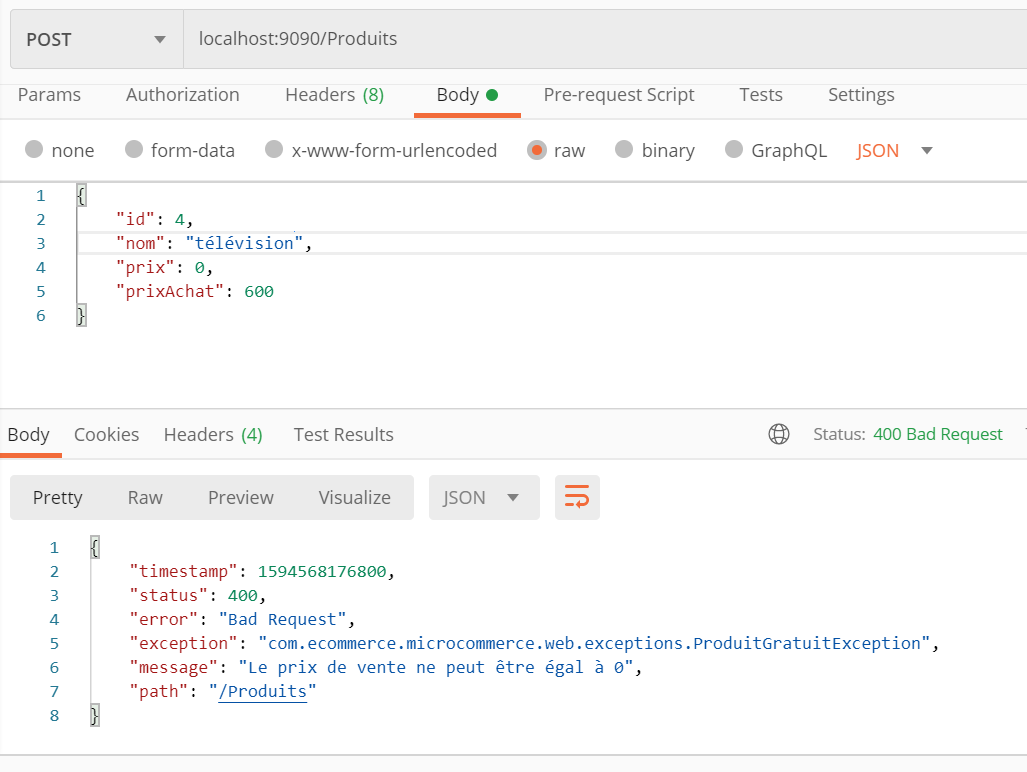 POST localhost:9090/Produits
Params Authorization Headers (8) Body Pre-request Script Tests Settings
none form-data x-www-form-urlencoded raw binary GraphQL JSON
1 {
2 "id": 4,
3 "nom": "télévision",
4 "prix": 0,
5 "prixAchat": 600
6 }
Body Cookies Headers (4) Test Results Status: 400 Bad Request
Pretty Raw Preview Visualize JSON
1 {
2 "timestamp": 1594568176800,
3 "status": 400,
4 "error": "Bad Request",
5 "exception": "com.ecommerce.microcommerce.web.exceptions.ProduitGratuitException",
6 "message": "Le prix de vente ne peut être égal à 0",
7 "path": "/Produits"
8 }